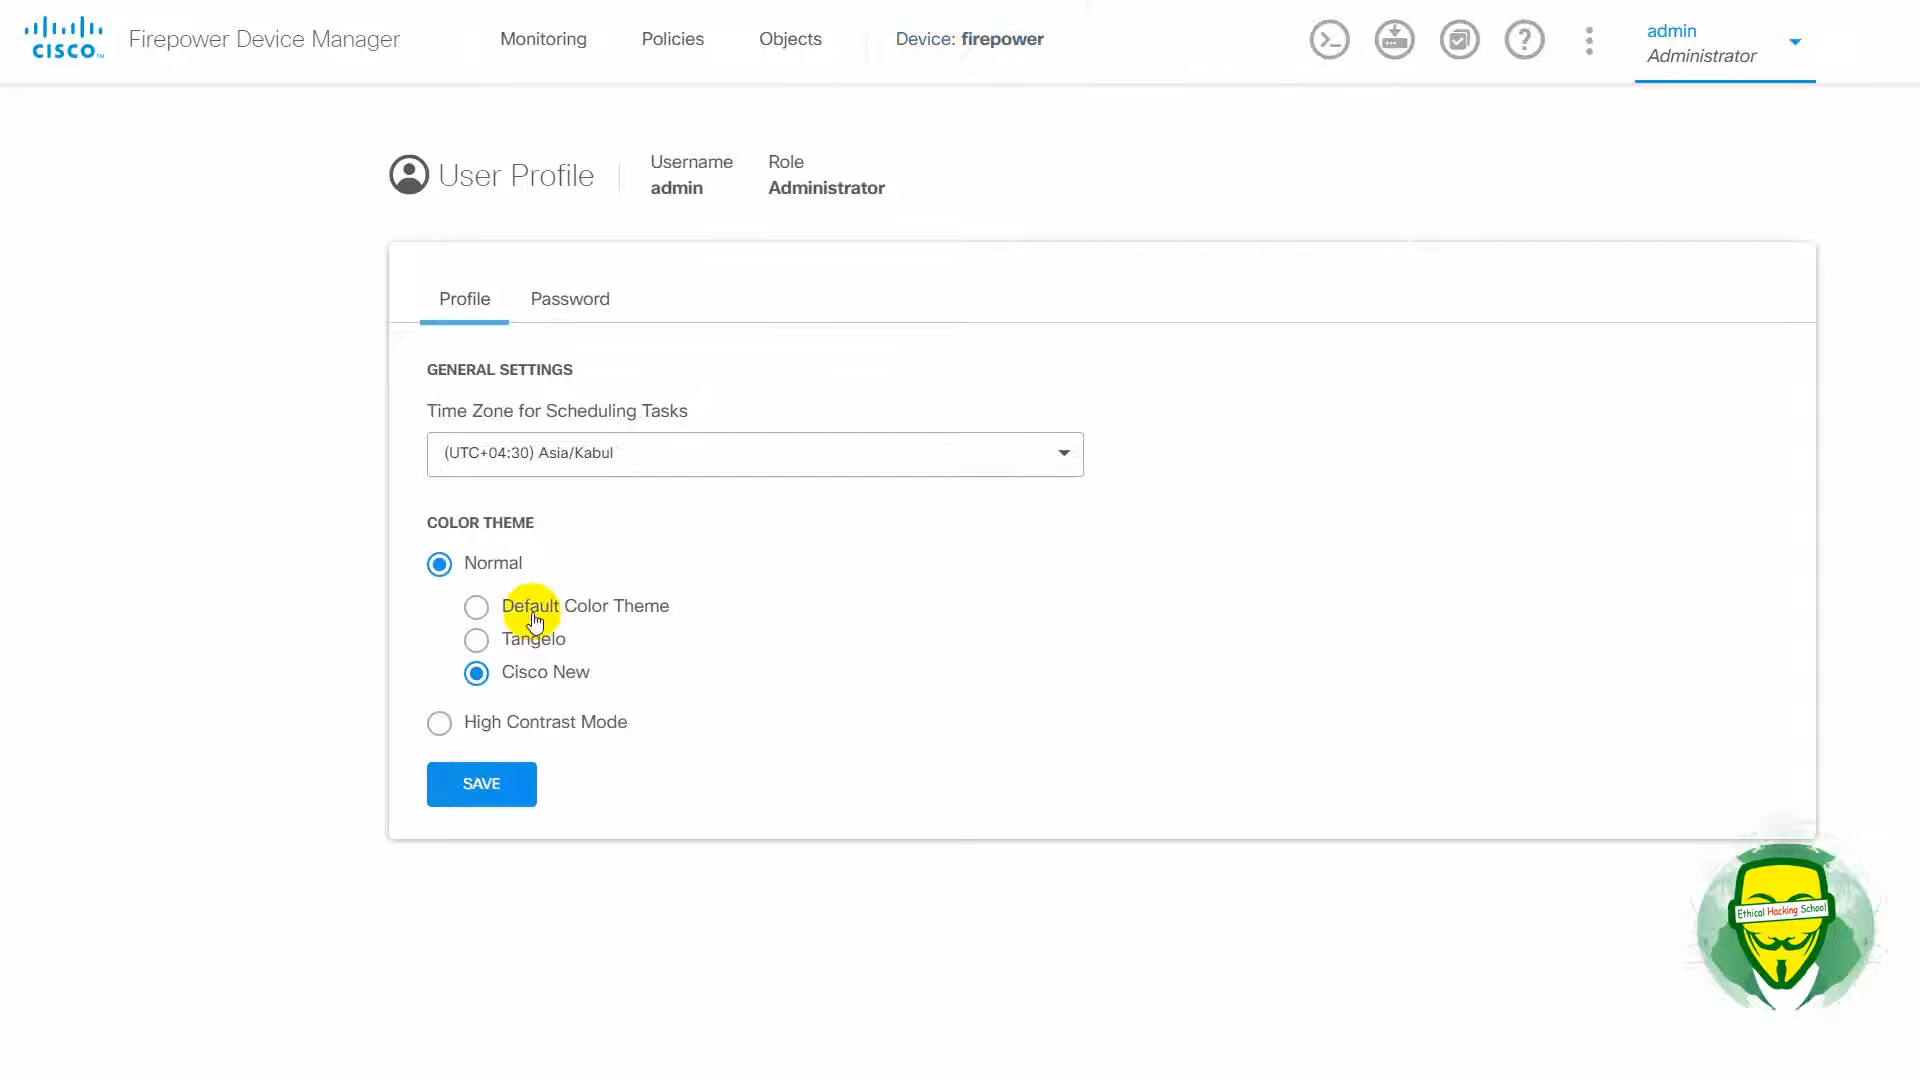 CISCO
Firepower Device Manager
Monitoring
Policies
Objects
Device: firepower
admin
Administrator
User Profile
Username
admin
Role
Administrator
Profile
Password
GENERAL SETTINGS
Time Zone for Scheduling Tasks
(UTC+04:30) Asia/Kabul
COLOR THEME
Normal
Default Color Theme
Tangelo
Cisco New
High Contrast Mode
SAVE
Ethical Hacking School